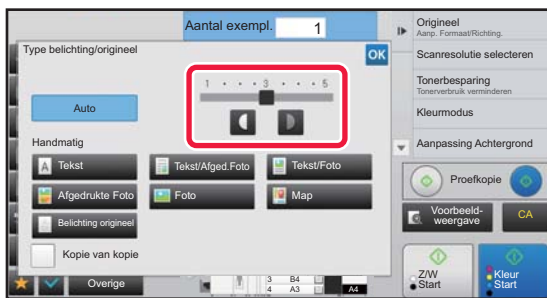 Aantal exempl. 1
Type belichting/origineel
OK
1 3 5
Auto
Handmatig
Tekst
Tekst/Afged.Foto
Tekst/Foto
Afgedrukte Foto
Foto
Map
Belichting origineel
Kopie van kopie
Overige
3 B4
4 A3
A4
Origineel
Aanp. Formaat/Richting.
Scanresolutie selecteren
Tonerbesparing
Tonerverbruik verminderen
Kleurmodus
Aanpassing Achtergrond
Proefkopie
Voorbeeld-
weergave
CA
Z/W
Start
Kleur
Start